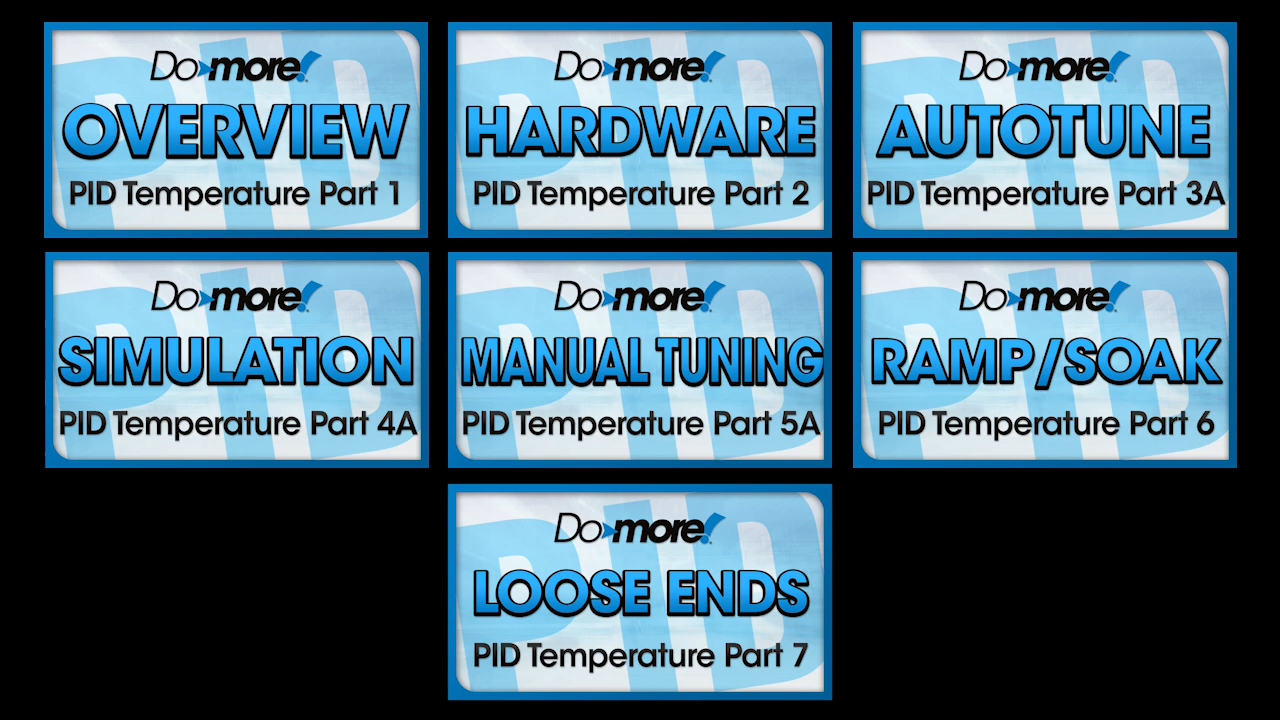 Do-more!
OVERVIEW
PID Temperature Part 1
Do-more!
HARDWARE
PID Temperature Part 2
Do-more!
AUTOTUNE
PID Temperature Part 3A
Do-more!
SIMULATION
PID Temperature Part 4A
Do-more!
MANUAL TUNING
PID Temperature Part 5A
Do-more!
RAMP/SOAK
PID Temperature Part 6
Do-more!
LOOSE ENDS
PID Temperature Part 7